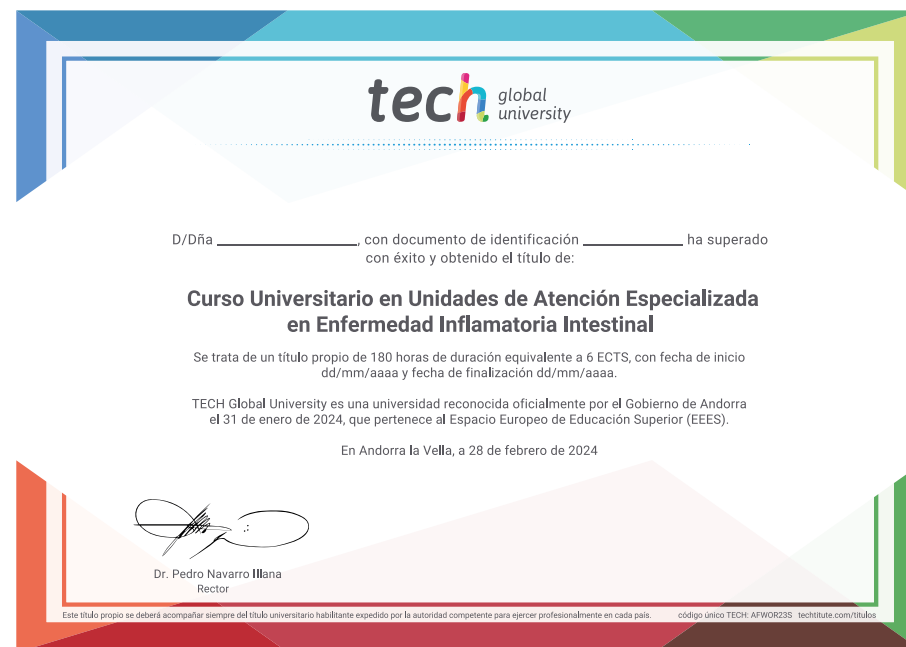 tech global university
D/Dña ____________________, con documento de identificación ______________ ha superado
con éxito y obtenido el título de:
Curso Universitario en Unidades de Atención Especializada
en Enfermedad Inflamatoria Intestinal
Se trata de un título propio de 180 horas de duración equivalente a 6 ECTS, con fecha de inicio
dd/mm/aaaa y fecha de finalización dd/mm/aaaa.
TECH Global University es una universidad reconocida oficialmente por el Gobierno de Andorra
el 31 de enero de 2024, que pertenece al Espacio Europeo de Educación Superior (EEES).
En Andorra la Vella, a 28 de febrero de 2024
Dr. Pedro Navarro Illana
Rector
Este título propio se deberá acompañar siempre del título universitario habilitante expedido por la autoridad competente para ejercer profesionalmente en cada país. código único TECH: AFWOR23S techtitute.com/titulos